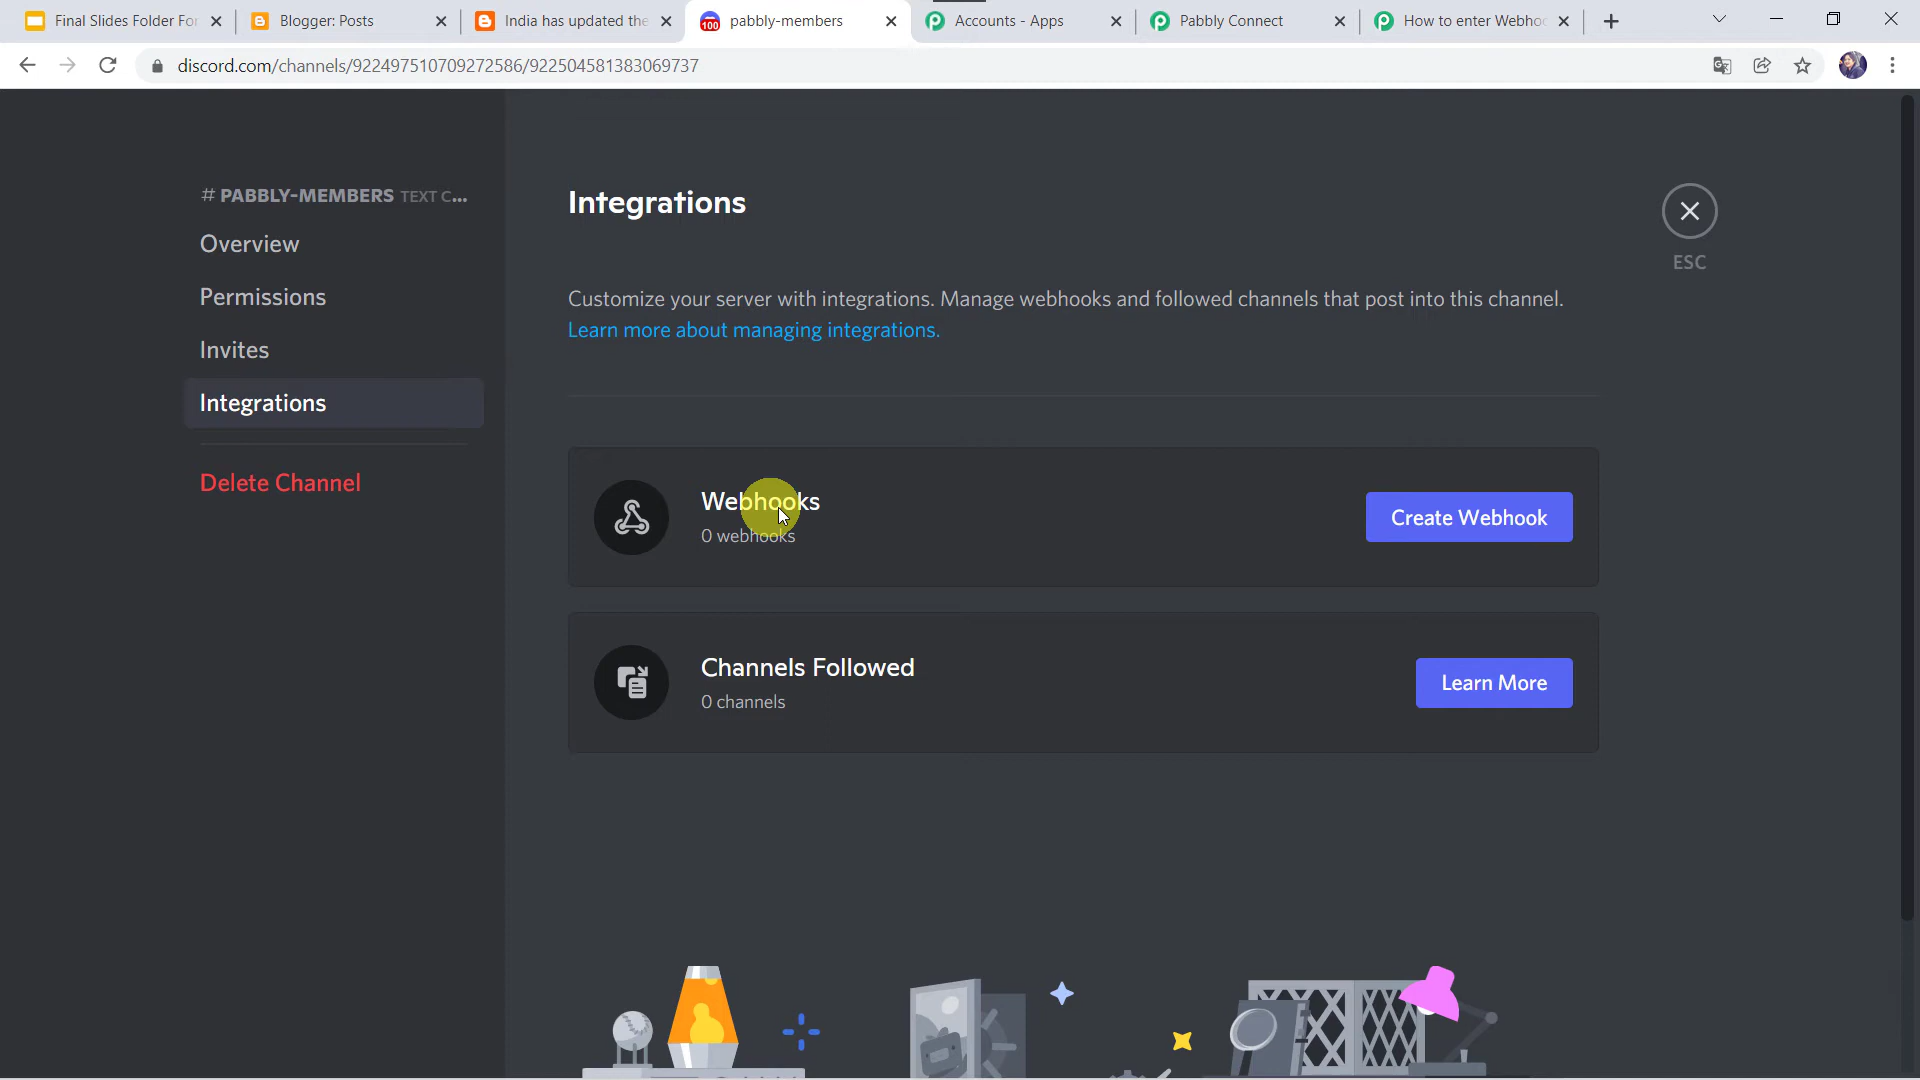 Final Slides Folder For
Blogger: Posts
India has updated the
pabbly-members
Accounts - Apps
Pabbly Connect
How to enter Webhoo
discord.com/channels/922497510709272586/922504581383069737
# PABBLY-MEMBERS TEXT C...
Overview
Permissions
Invites
Integrations
Delete Channel
Integrations
ESC
Customize your server with integrations. Manage webhooks and followed channels that post into this channel.
Learn more about managing integrations.
Webhooks
0 webhooks
Create Webhook
Channels Followed
0 channels
Learn More
100